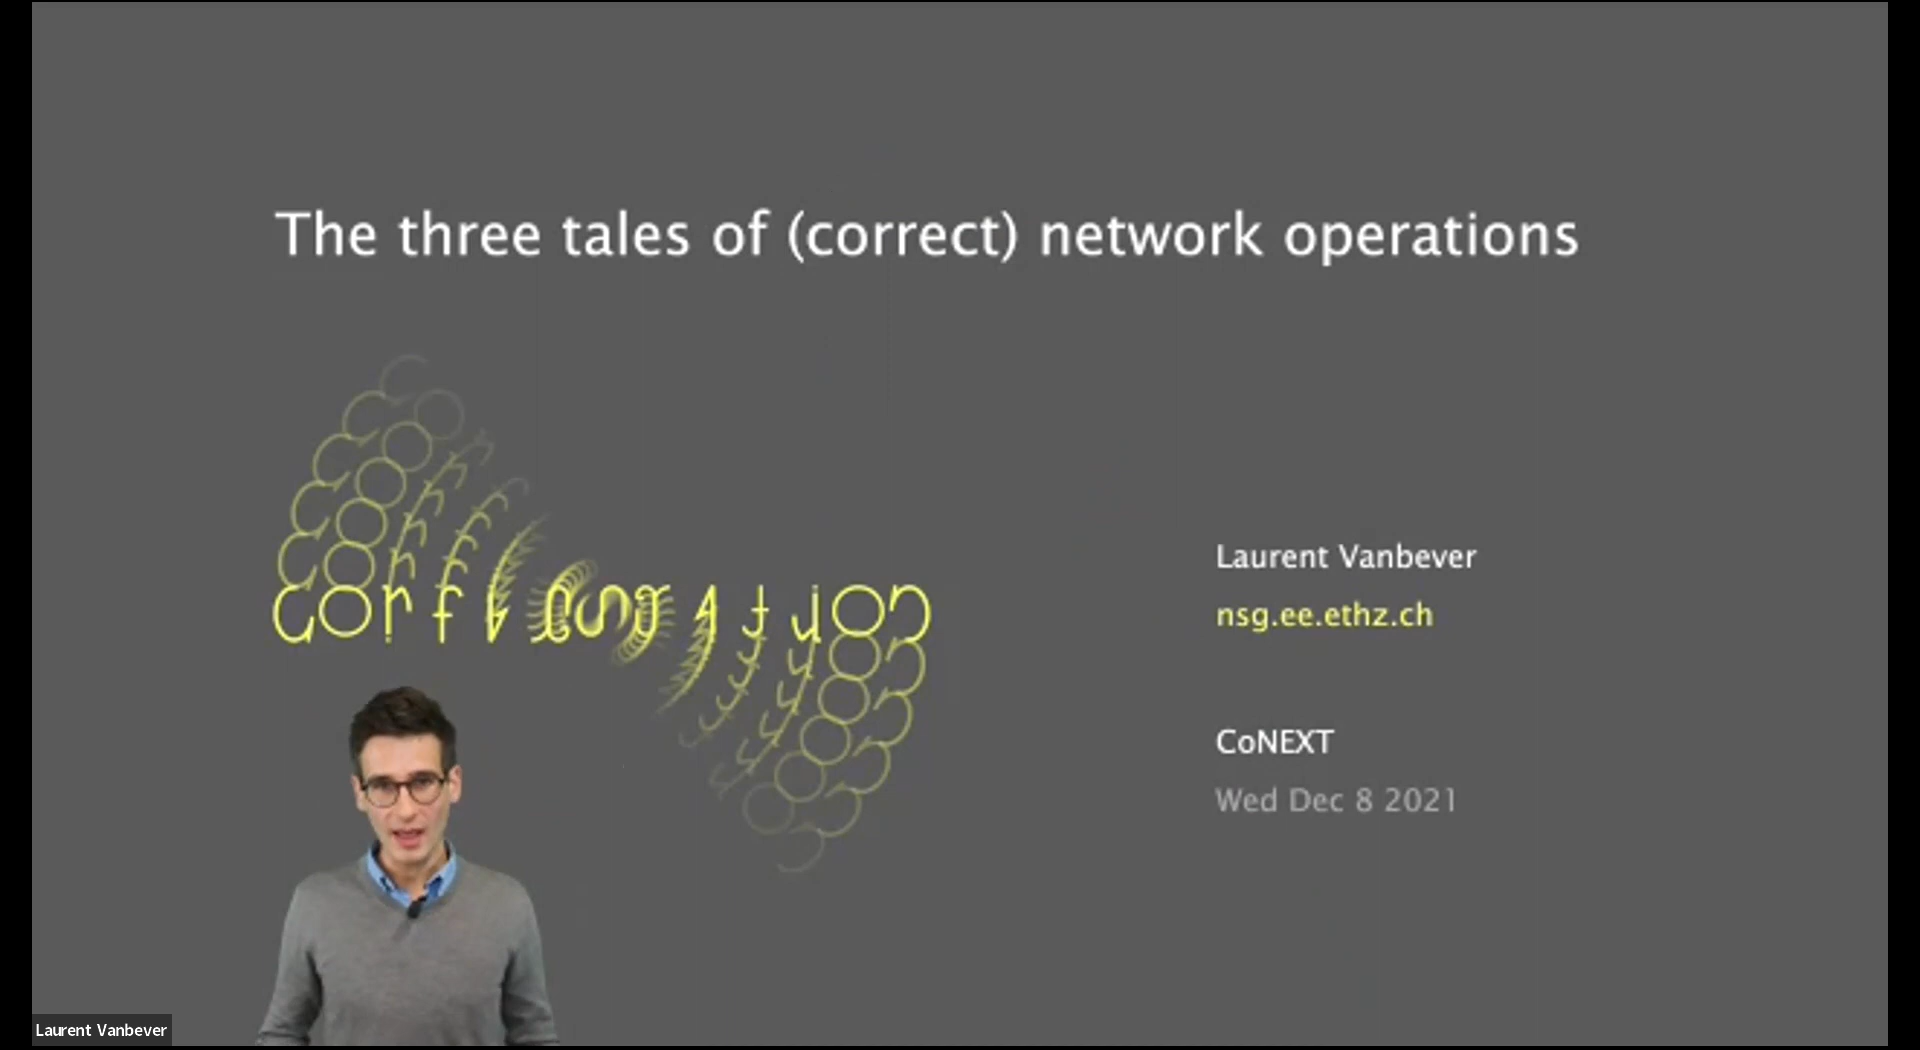 The three tales of (correct) network operations
Laurent Vanbever
nsg.ee.ethz.ch
CoNEXT
Wed Dec 8 2021
Laurent Vanbever